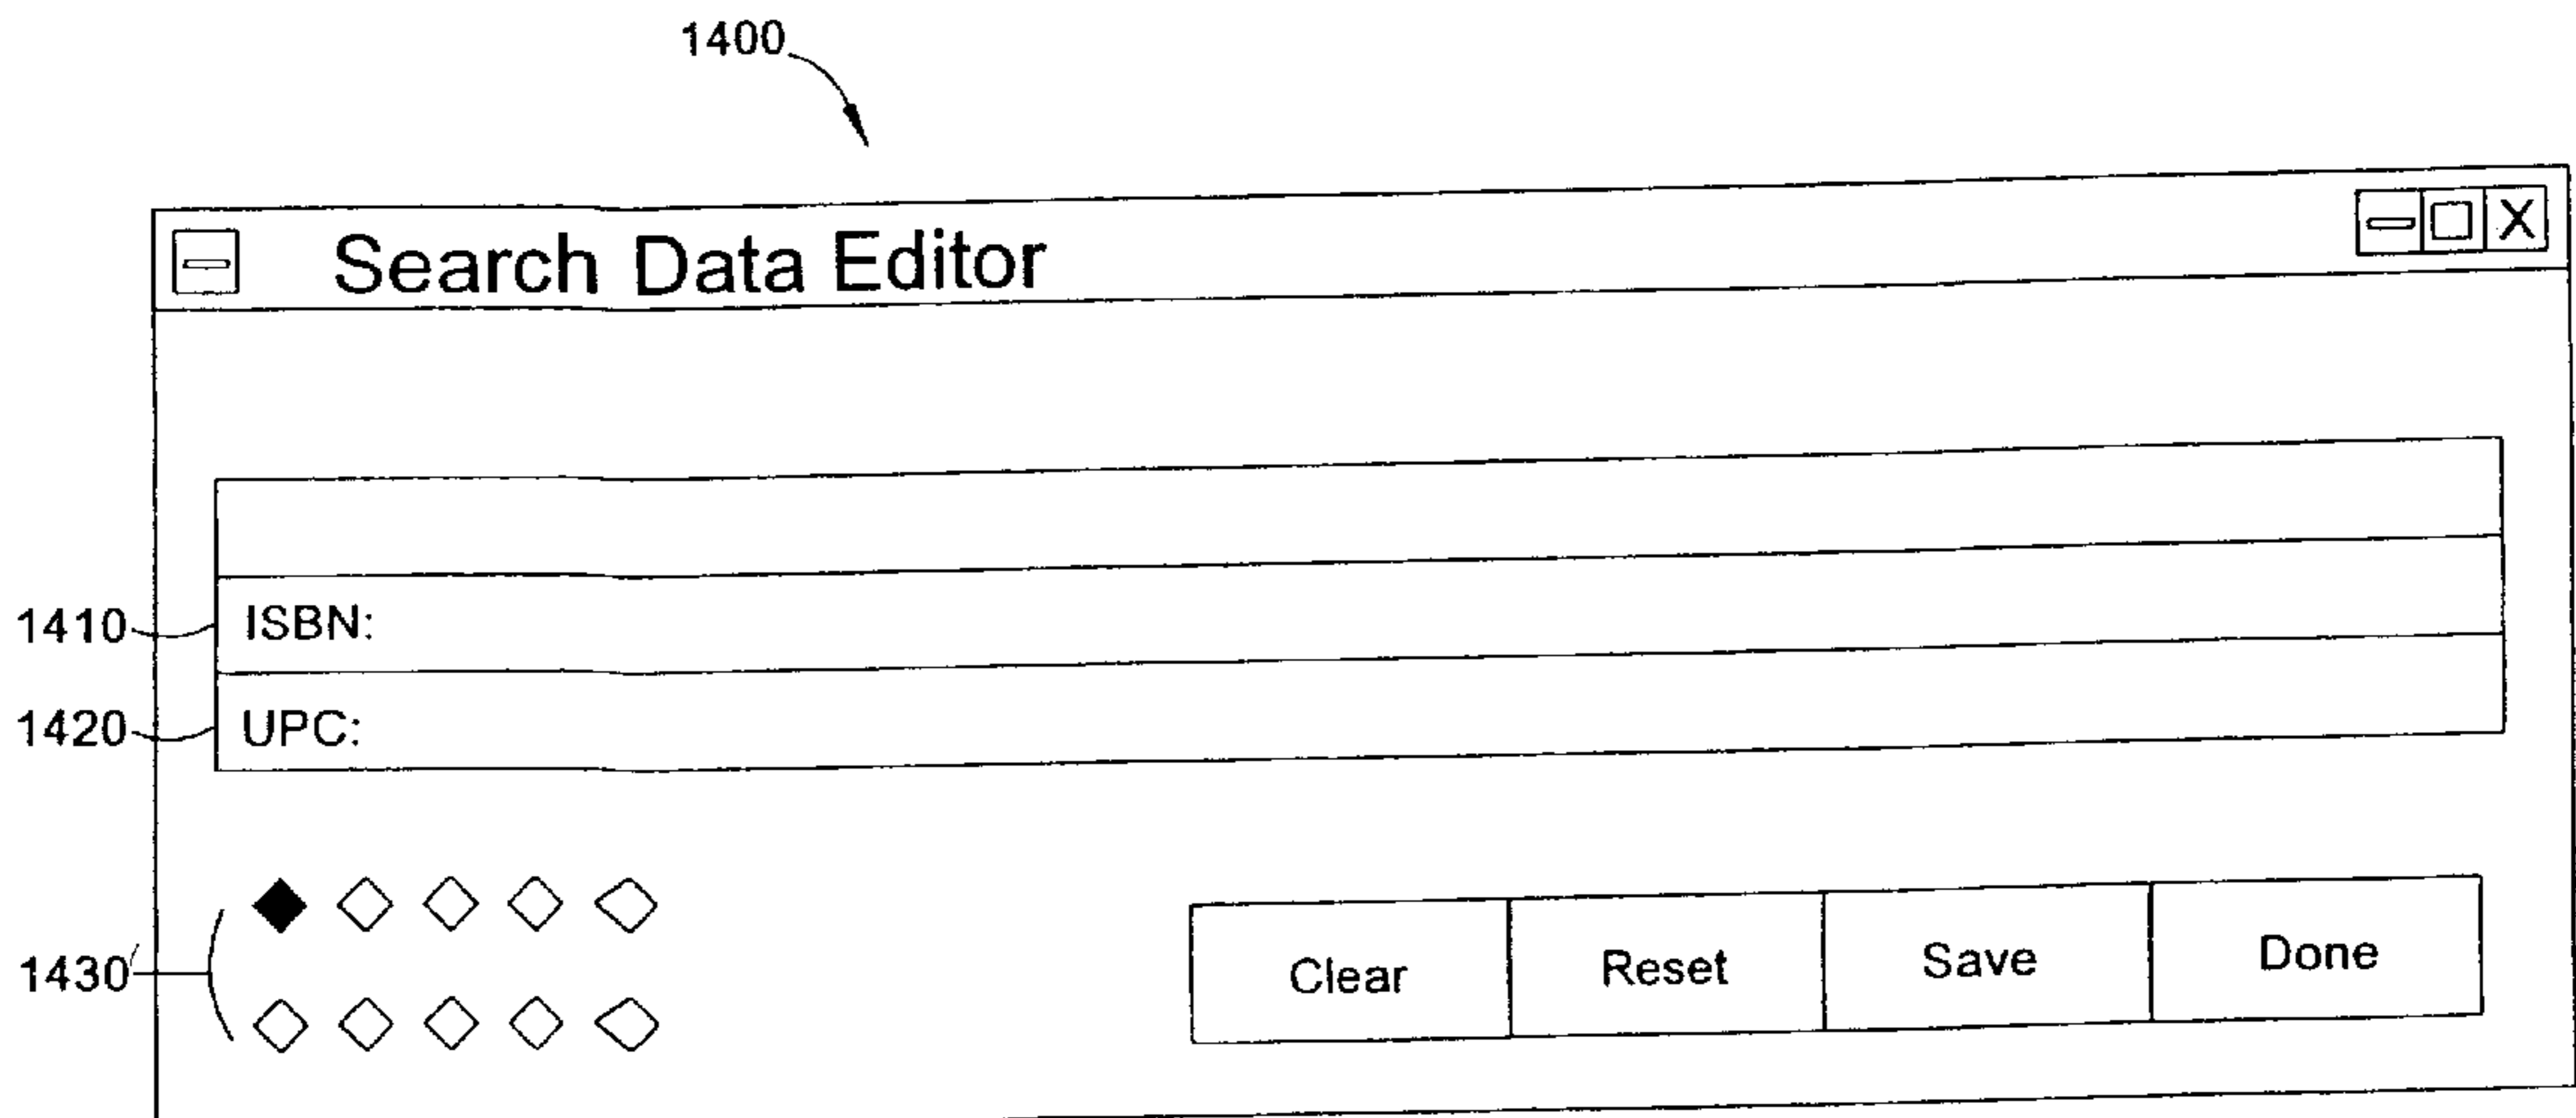 1400
Search Data Editor
1410 ISBN:
1420 UPC:
1430
Clear Reset Save Done